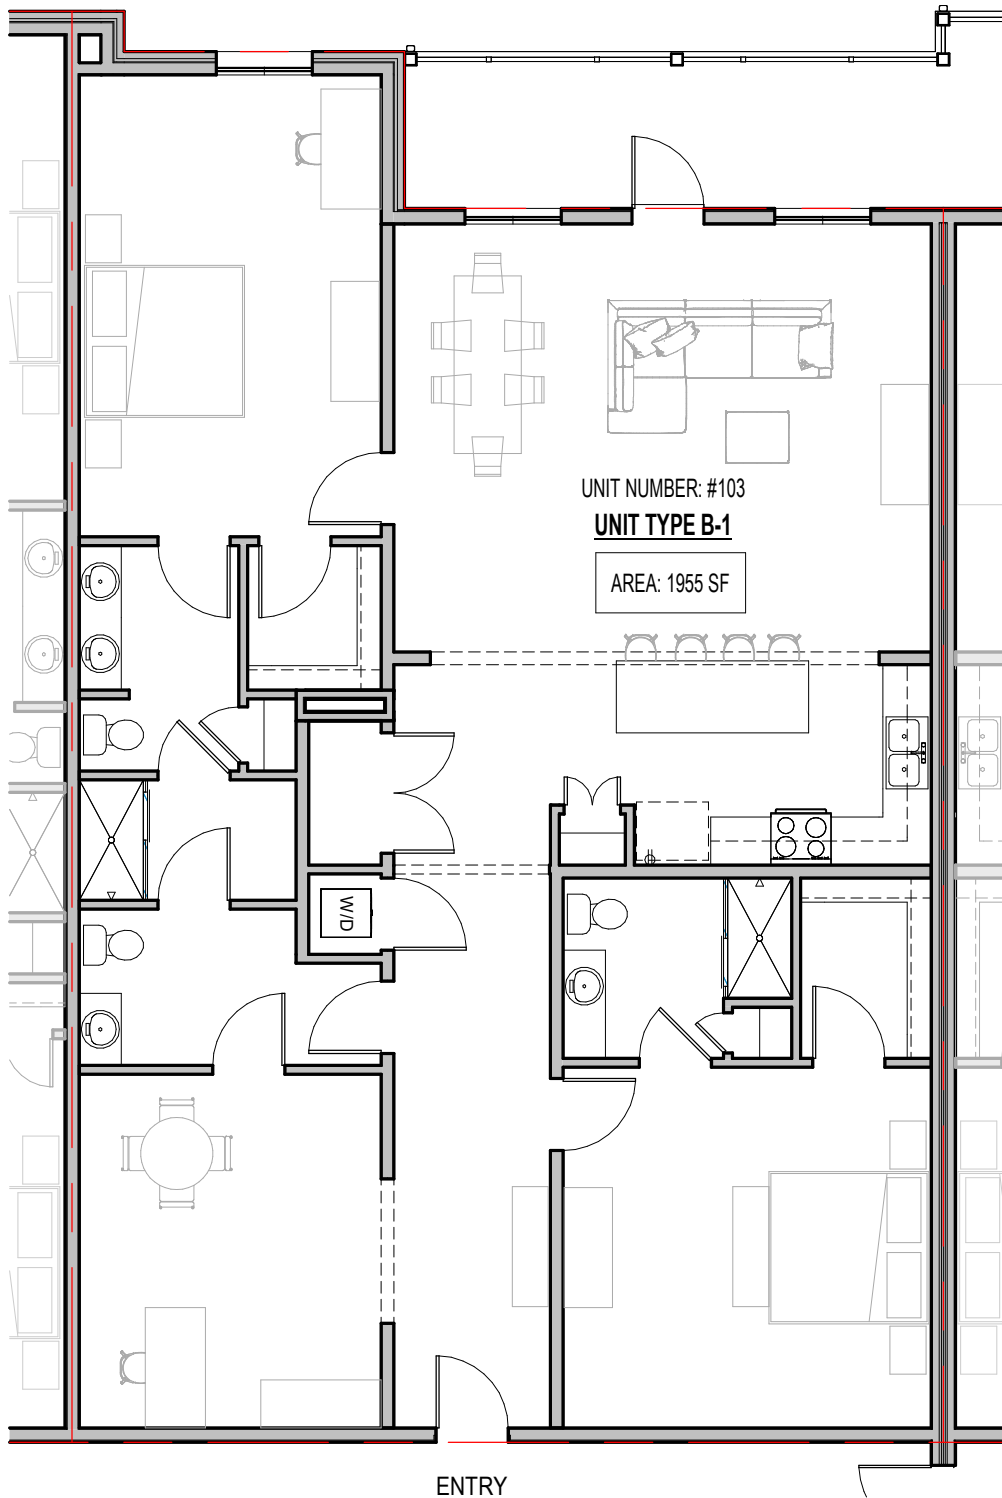 UNIT NUMBER: #103
UNIT TYPE B-1
AREA: 1955 SF
W/D
ENTRY